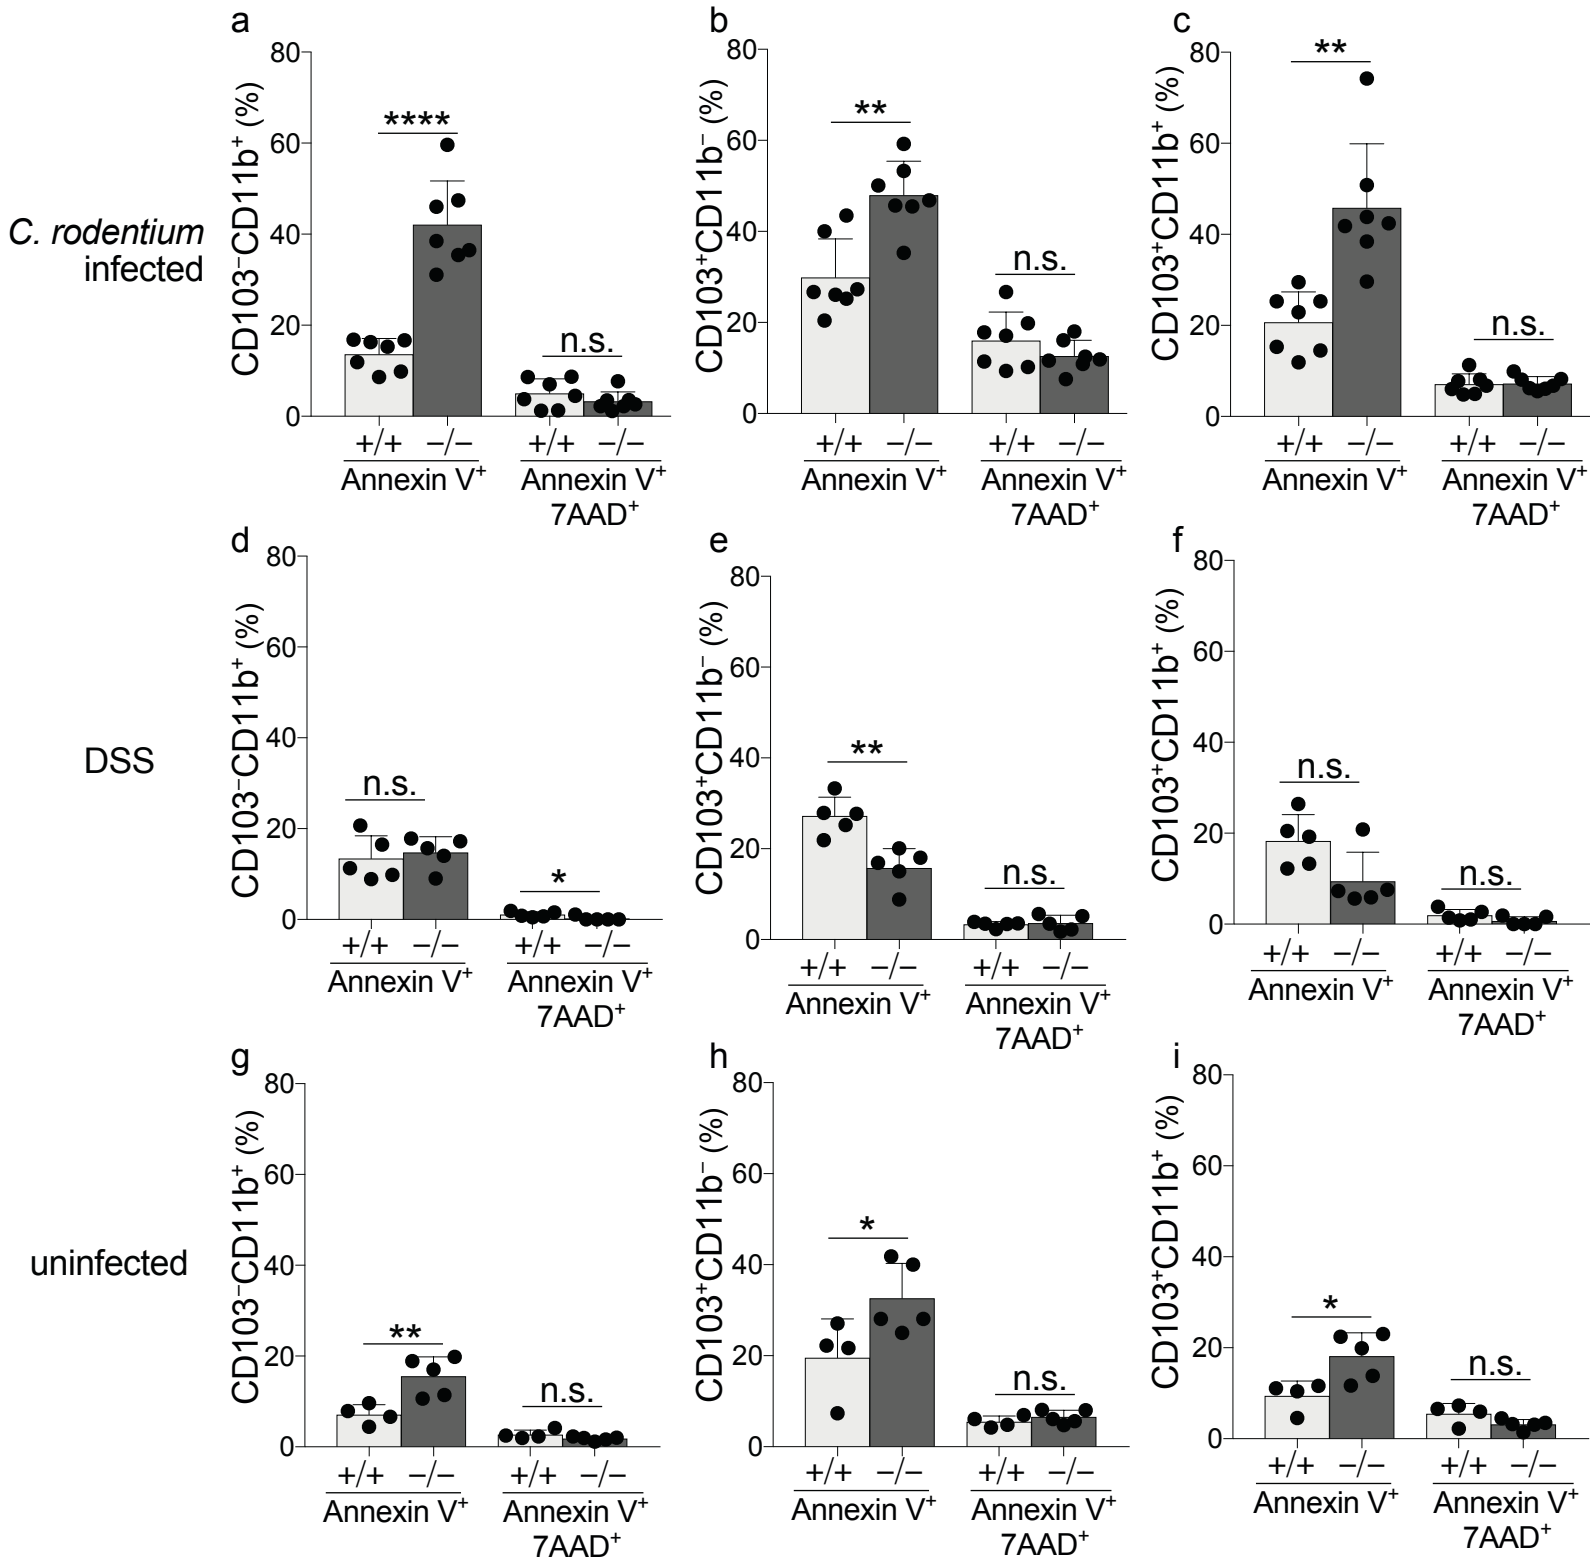 a
b
c
C. rodentium
infected
CD103⁻CD11b⁺ (%)
80
60
40
20
0
****
n.s.
+/+ −/− +/+ −/−
Annexin V⁺ Annexin V⁺
7AAD⁺
CD103⁺CD11b⁻ (%)
80
60
40
20
0
**
n.s.
+/+ −/− +/+ −/−
Annexin V⁺ Annexin V⁺
7AAD⁺
CD103⁺CD11b⁺ (%)
80
60
40
20
0
**
n.s.
+/+ −/− +/+ −/−
Annexin V⁺ Annexin V⁺
7AAD⁺
d
e
f
DSS
CD103⁻CD11b⁺ (%)
80
60
40
20
0
n.s.
*
+/+ −/− +/+ −/−
Annexin V⁺ Annexin V⁺
7AAD⁺
CD103⁺CD11b⁻ (%)
80
60
40
20
0
**
n.s.
+/+ −/− +/+ −/−
Annexin V⁺ Annexin V⁺
7AAD⁺
CD103⁺CD11b⁺ (%)
80
60
40
20
0
n.s.
n.s.
+/+ −/− +/+ −/−
Annexin V⁺ Annexin V⁺
7AAD⁺
g
h
i
uninfected
CD103⁻CD11b⁺ (%)
80
60
40
20
0
**
n.s.
+/+ −/− +/+ −/−
Annexin V⁺ Annexin V⁺
7AAD⁺
CD103⁺CD11b⁻ (%)
80
60
40
20
0
*
n.s.
+/+ −/− +/+ −/−
Annexin V⁺ Annexin V⁺
7AAD⁺
CD103⁺CD11b⁺ (%)
80
60
40
20
0
*
n.s.
+/+ −/− +/+ −/−
Annexin V⁺ Annexin V⁺
7AAD⁺